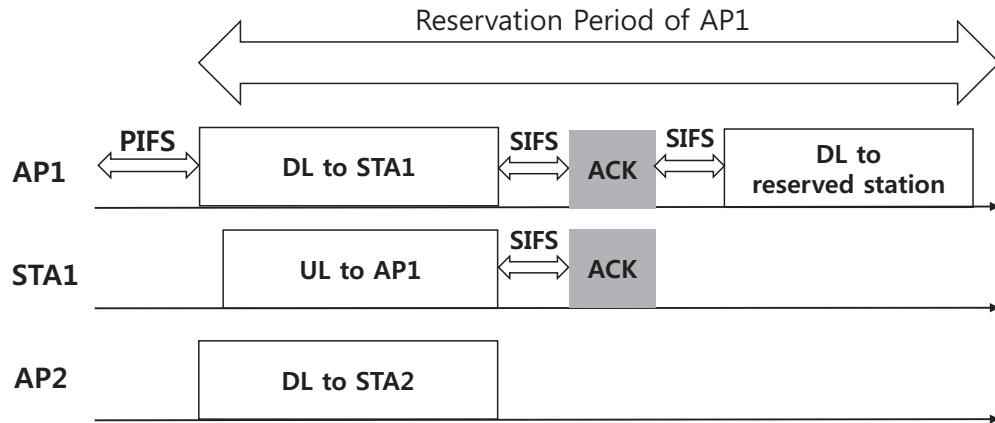 Reservation Period of AP1
PIFS
SIFS
SIFS
AP1
DL to STA1
ACK
DL to
reserved station
SIFS
STA1
UL to AP1
ACK
AP2
DL to STA2